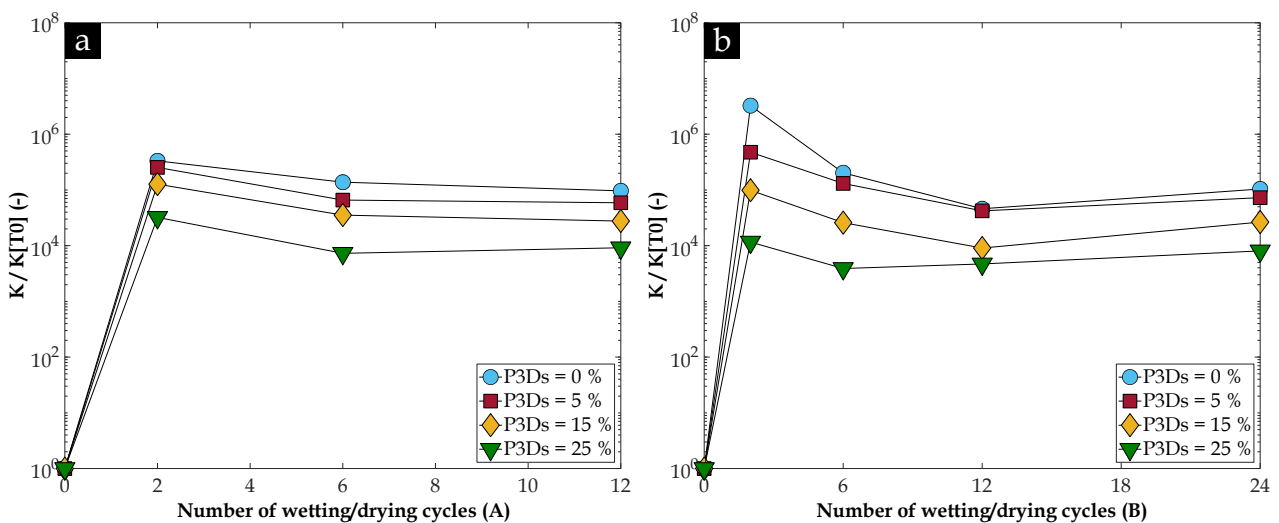 a
10^8
10^6
10^4
10^2
10^0
K / K[T0] (-)
0 2 4 6 8 10 12
Number of wetting/drying cycles (A)
P3Ds = 0 %
P3Ds = 5 %
P3Ds = 15 %
P3Ds = 25 %
b
10^8
10^6
10^4
10^2
10^0
K / K[T0] (-)
0 6 12 18 24
Number of wetting/drying cycles (B)
P3Ds = 0 %
P3Ds = 5 %
P3Ds = 15 %
P3Ds = 25 %